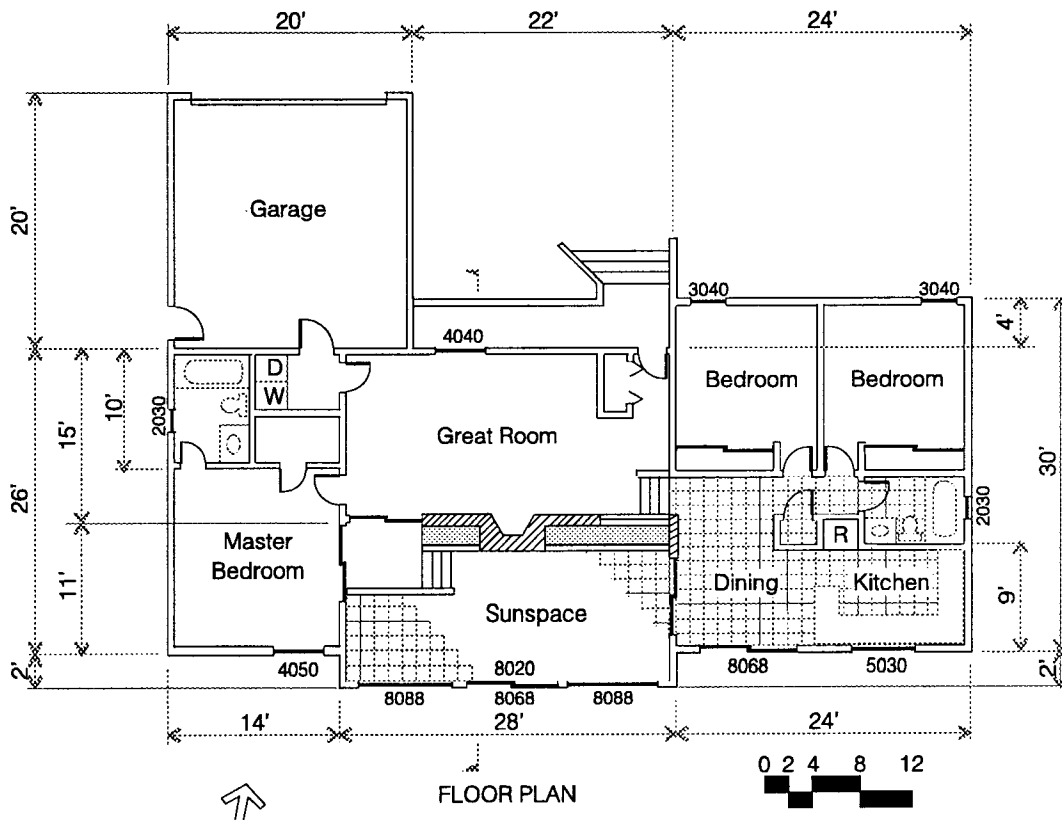 20' 22' 24'
20'
Garage
3040 3040
4'
4040
D
W
Bedroom Bedroom
2030
10'
15'
Great Room
26'
30'
2030
R
Master
Bedroom
11'
Dining Kitchen
9'
Sunspace
2'
4050
8020
8088 8068 8088
8068 5030
2'
14' 28' 24'
0 2 4 8 12
FLOOR PLAN